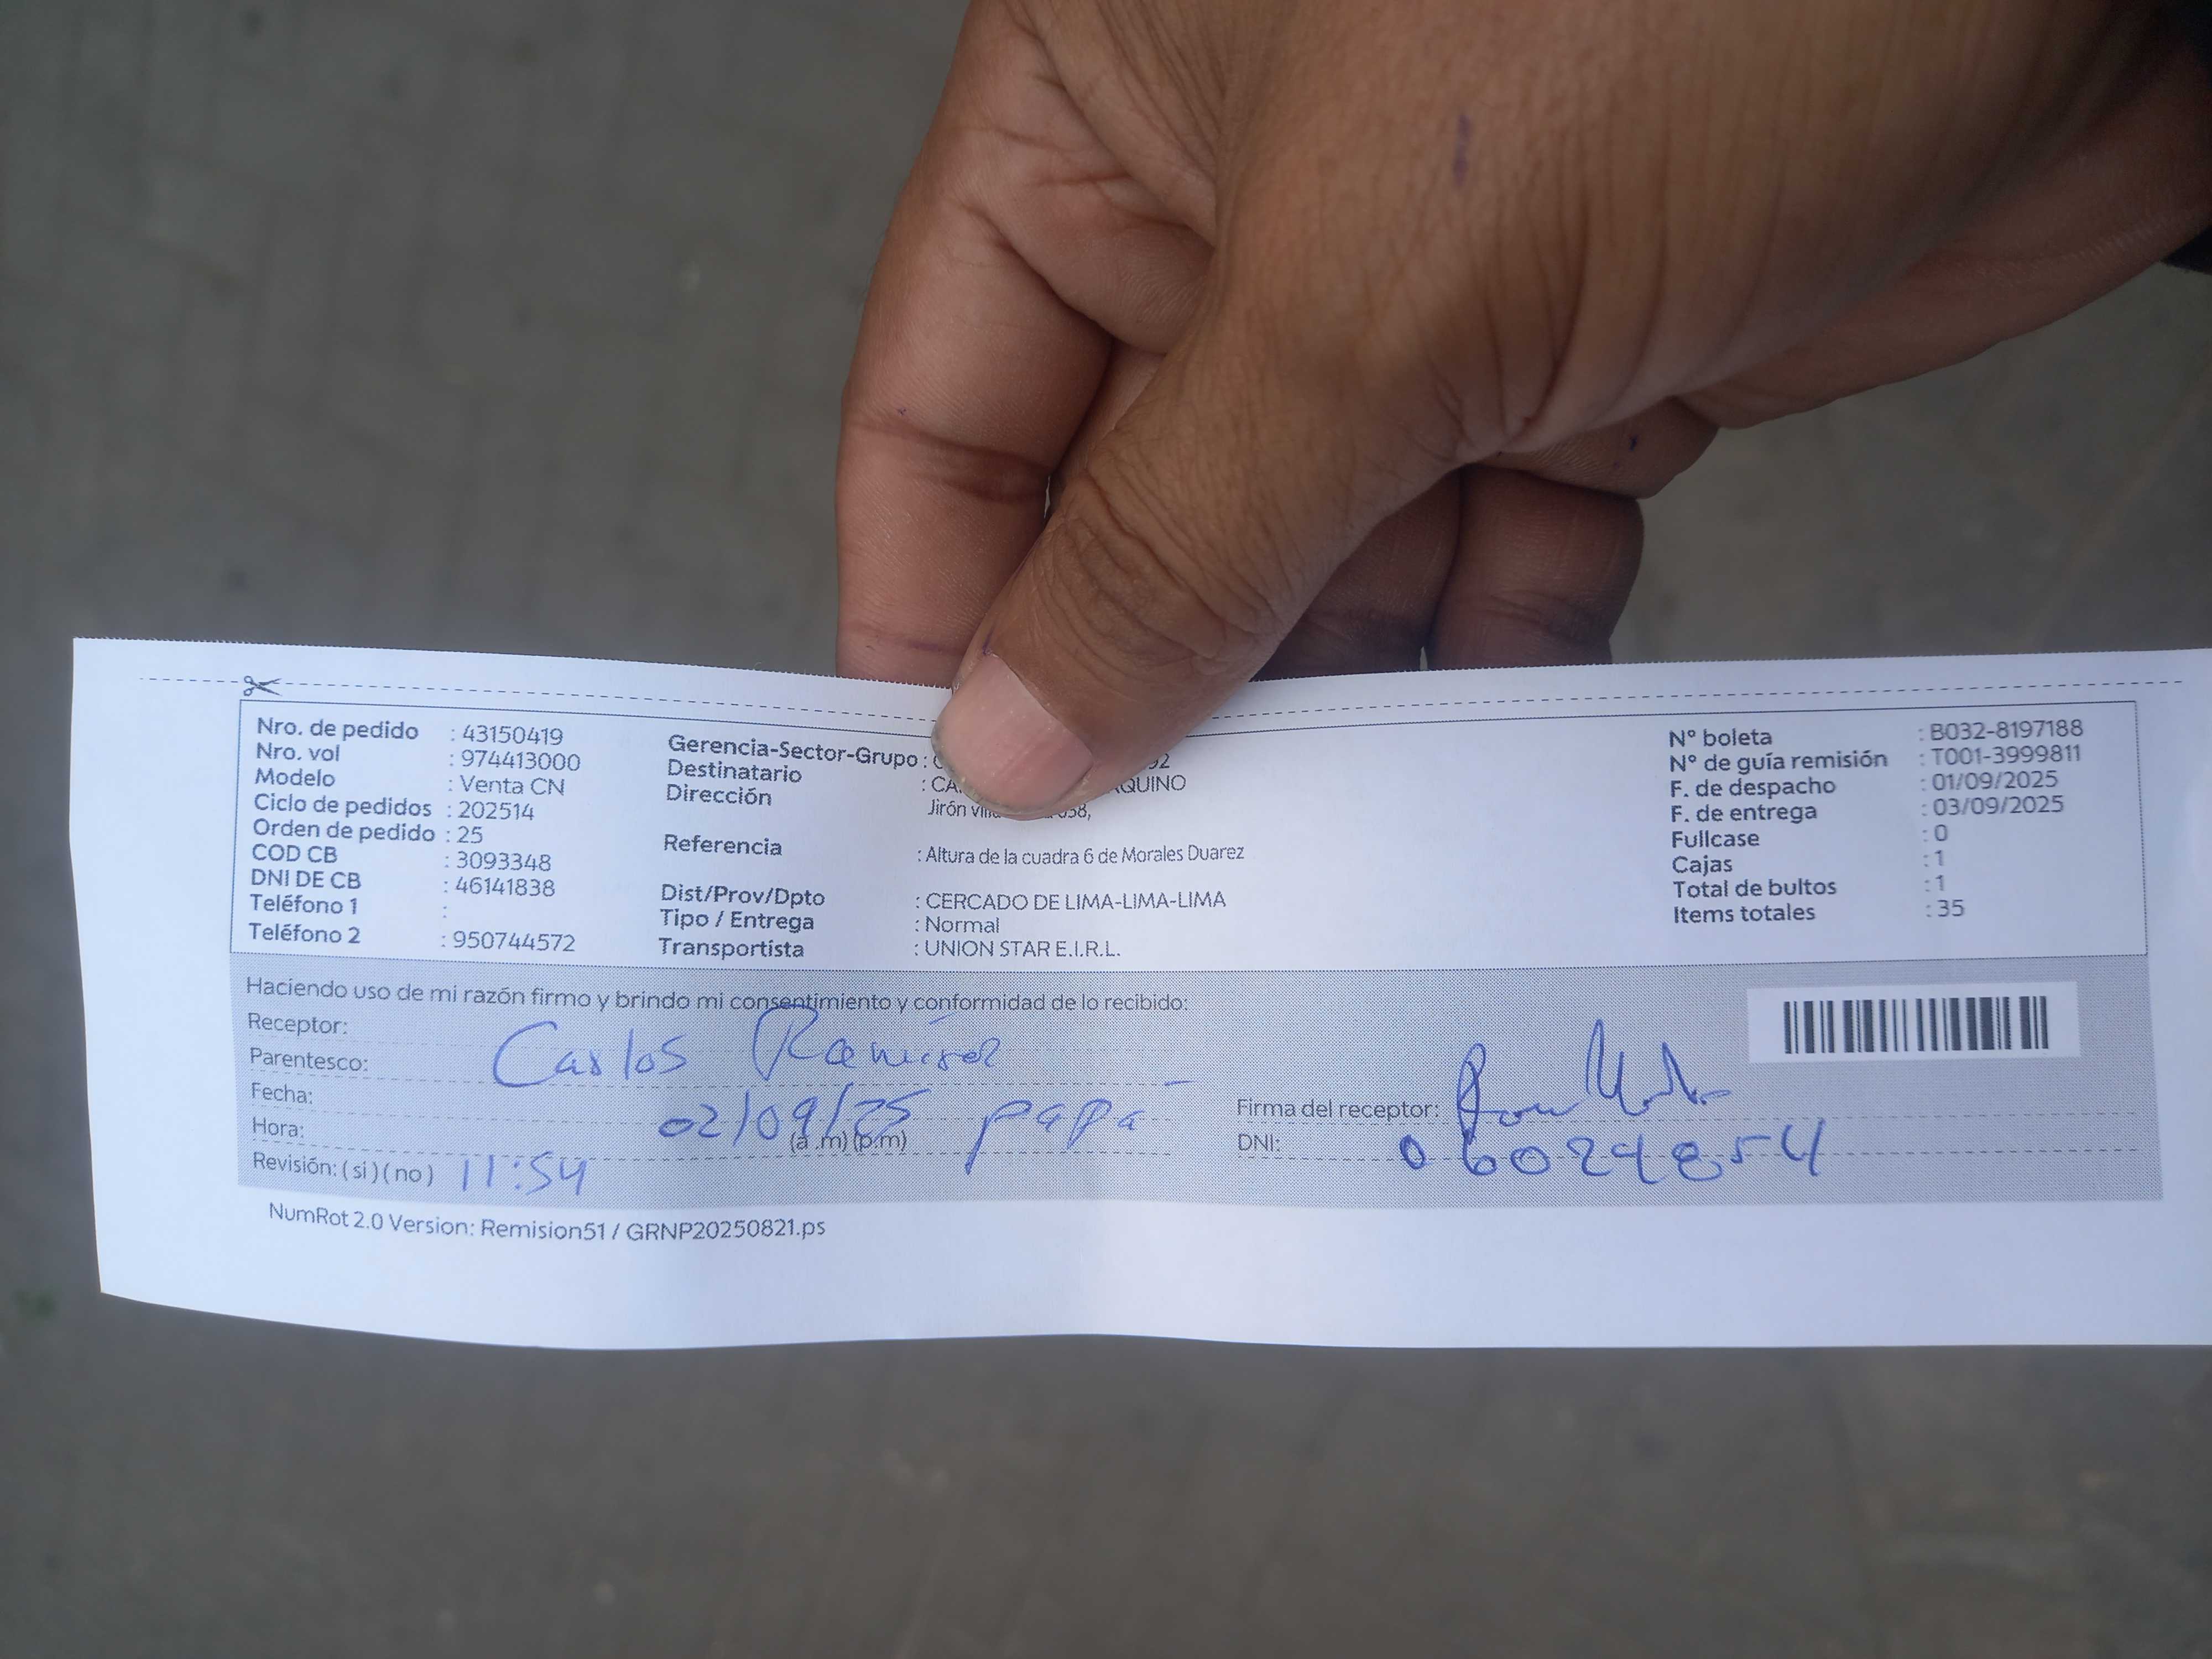 Nro. de pedido : 43150419
Nro. vol : 974413000
Modelo : Venta CN
Ciclo de pedidos : 202514
Orden de pedido : 25
COD CB : 3093348
DNI DE CB : 46141838
Teléfono 1 :
Teléfono 2 : 950744572
Gerencia-Sector-Grupo :
Destinatario :
Dirección : Jirón
Referencia : Altura de la cuadra 6 de Morales Duarez
Dist/Prov/Dpto : CERCADO DE LIMA-LIMA-LIMA
Tipo / Entrega : Normal
Transportista : UNION STAR E.I.R.L.
N° boleta : B032-8197188
N° de guía remisión : T001-3999811
F. de despacho : 01/09/2025
F. de entrega : 03/09/2025
Fullcase : 0
Cajas : 1
Total de bultos : 1
Items totales : 35
Haciendo uso de mi razón firmo y brindo mi consentimiento y conformidad de lo recibido:
Receptor:
Parentesco: Carlos Ramirez
Fecha: 02/09/25 papa
Hora: (a .m) (p.m)
Revisión: ( si ) ( no ) 11:54
Firma del receptor:
DNI: 06029854
NumRot 2.0 Version: Remision51 / GRNP20250821.ps